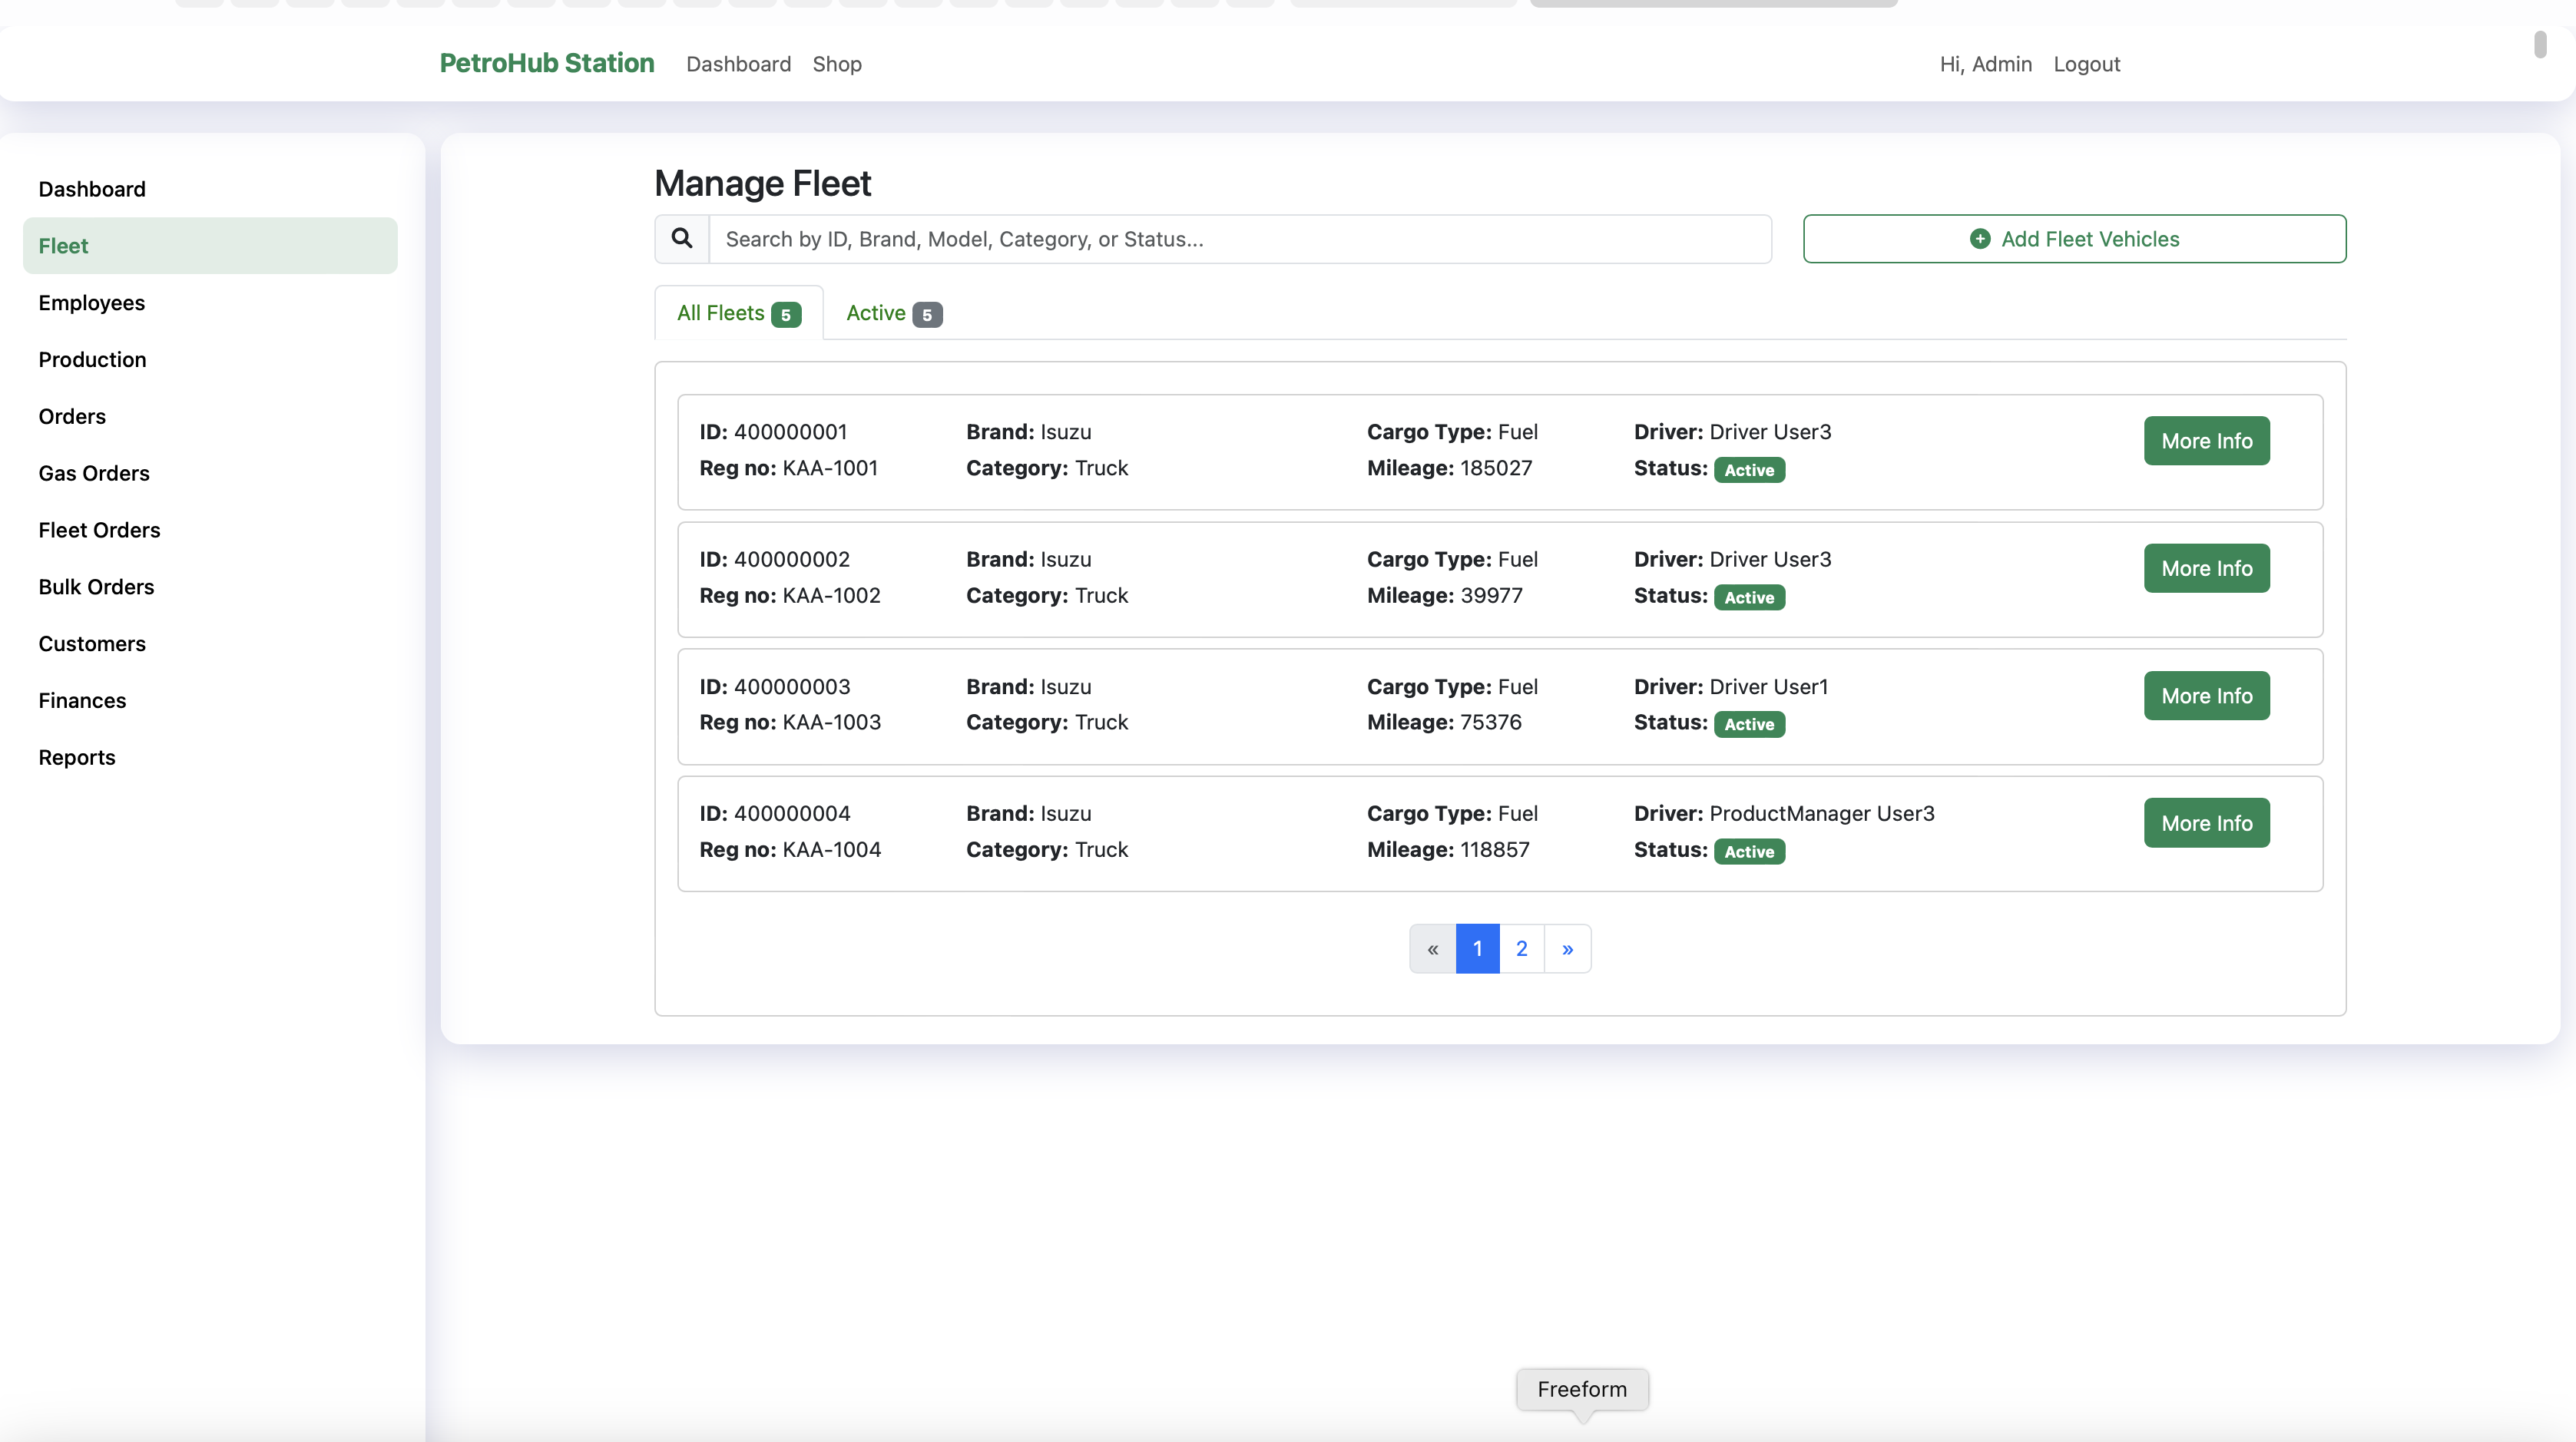 PetroHub Station Dashboard Shop Hi, Admin Logout
Dashboard
Fleet
Employees
Production
Orders
Gas Orders
Fleet Orders
Bulk Orders
Customers
Finances
Reports
Manage Fleet
Search by ID, Brand, Model, Category, or Status...
Add Fleet Vehicles
All Fleets 5 Active 5
ID: 400000001 Brand: Isuzu Cargo Type: Fuel Driver: Driver User3 More Info
Reg no: KAA-1001 Category: Truck Mileage: 185027 Status: Active
ID: 400000002 Brand: Isuzu Cargo Type: Fuel Driver: Driver User3 More Info
Reg no: KAA-1002 Category: Truck Mileage: 39977 Status: Active
ID: 400000003 Brand: Isuzu Cargo Type: Fuel Driver: Driver User1 More Info
Reg no: KAA-1003 Category: Truck Mileage: 75376 Status: Active
ID: 400000004 Brand: Isuzu Cargo Type: Fuel Driver: ProductManager User3 More Info
Reg no: KAA-1004 Category: Truck Mileage: 118857 Status: Active
« 1 2 »
Freeform